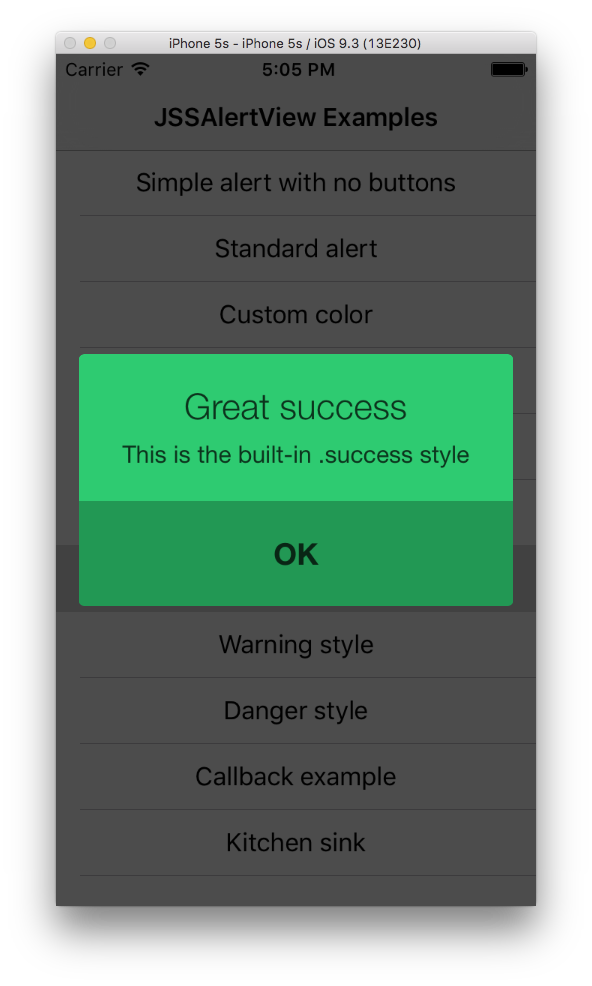 iPhone 5s - iPhone 5s / iOS 9.3 (13E230)
Carrier 5:05 PM
JSSAlertView Examples
Simple alert with no buttons
Standard alert
Custom color
Great success
This is the built-in .success style
OK
Warning style
Danger style
Callback example
Kitchen sink